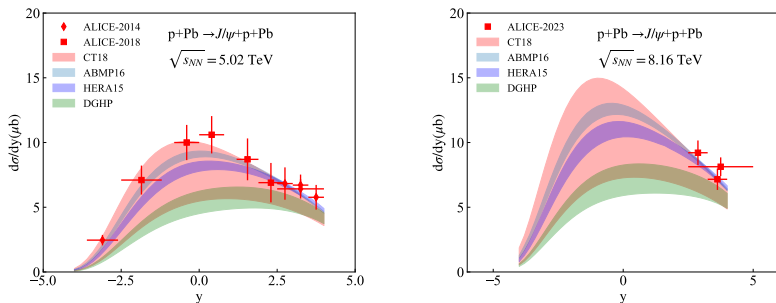 20
15
10
5
0
dσ/dy(μb)
ALICE-2014
ALICE-2018
CT18
ABMP16
HERA15
DGHP
p+Pb→J/ψ+p+Pb
√s_NN = 5.02 TeV
−5.0 −2.5 0.0 2.5 5.0
y
20
15
10
5
0
dσ/dy(μb)
ALICE-2023
CT18
ABMP16
HERA15
DGHP
p+Pb→J/ψ+p+Pb
√s_NN = 8.16 TeV
−5 0 5
y